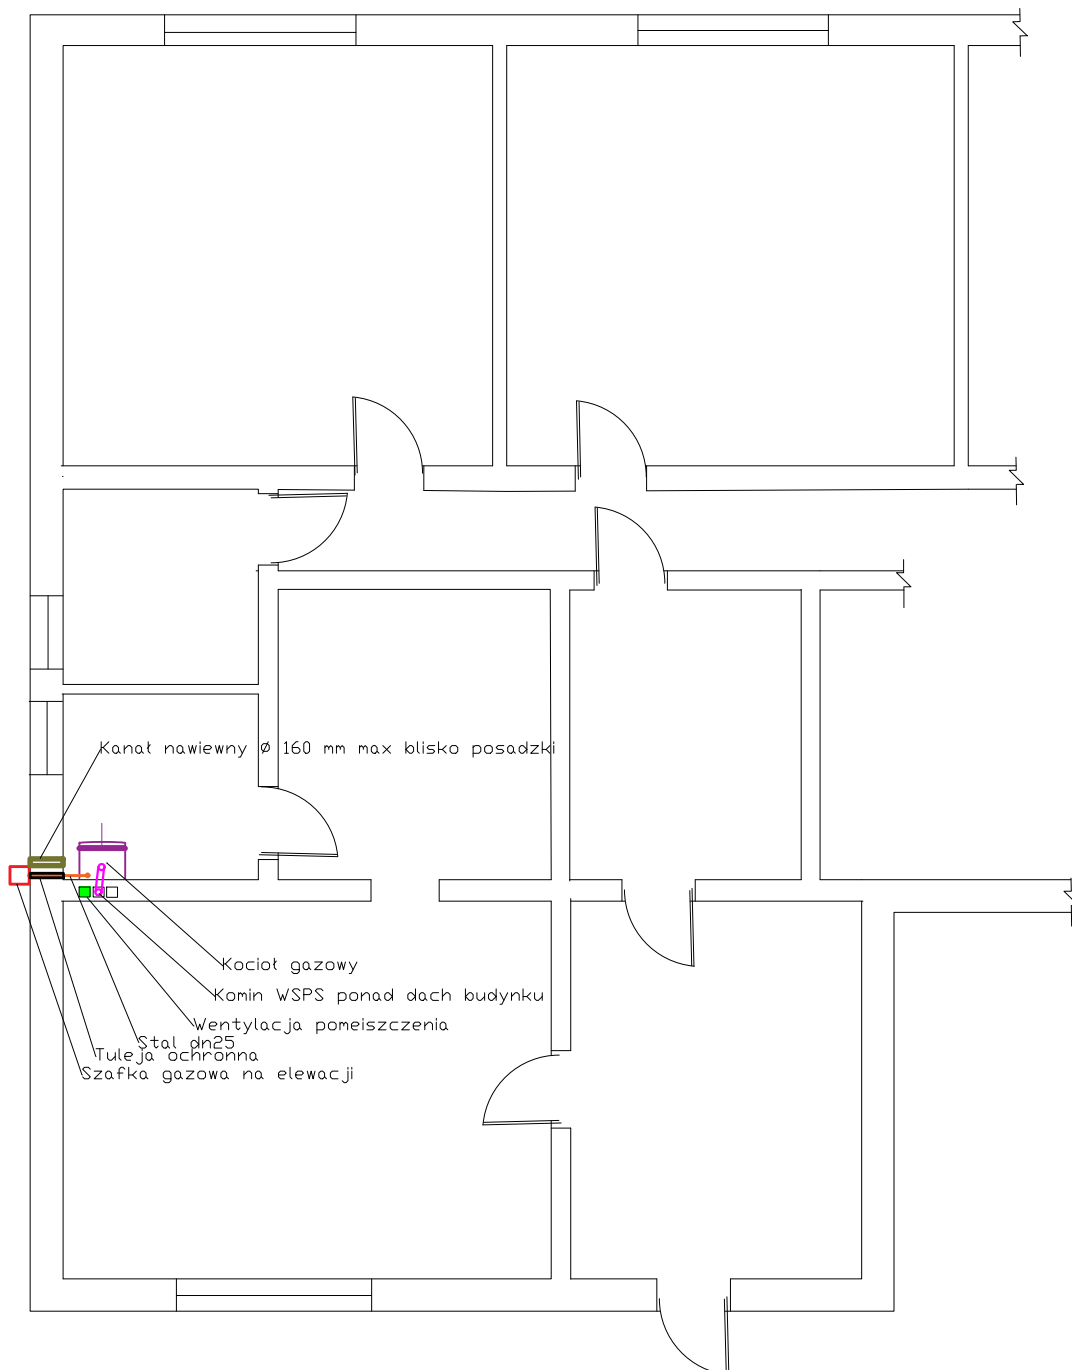 Kanał nawiewny Ø 160 mm max blisko posadzki
Kocioł gazowy
Komin WSPS ponad dach budynku
Wentylacja pomeiszczenia
Stal dn25
Tuleja ochronna
Szafka gazowa na elewacji